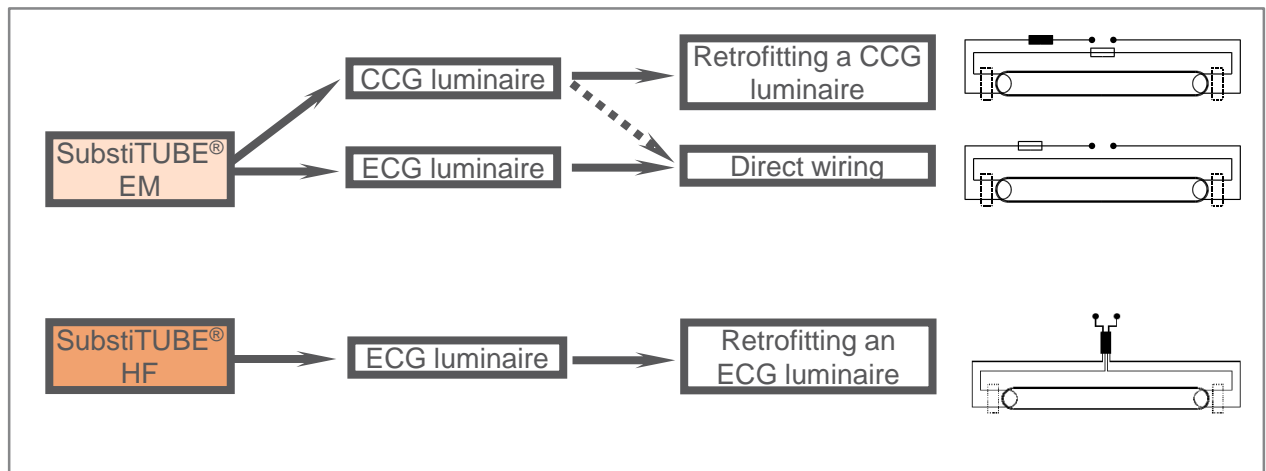 CCG luminaire
Retrofitting a CCG
luminaire
SubstiTUBE®
EM
ECG luminaire
Direct wiring
SubstiTUBE®
HF
ECG luminaire
Retrofitting an
ECG luminaire